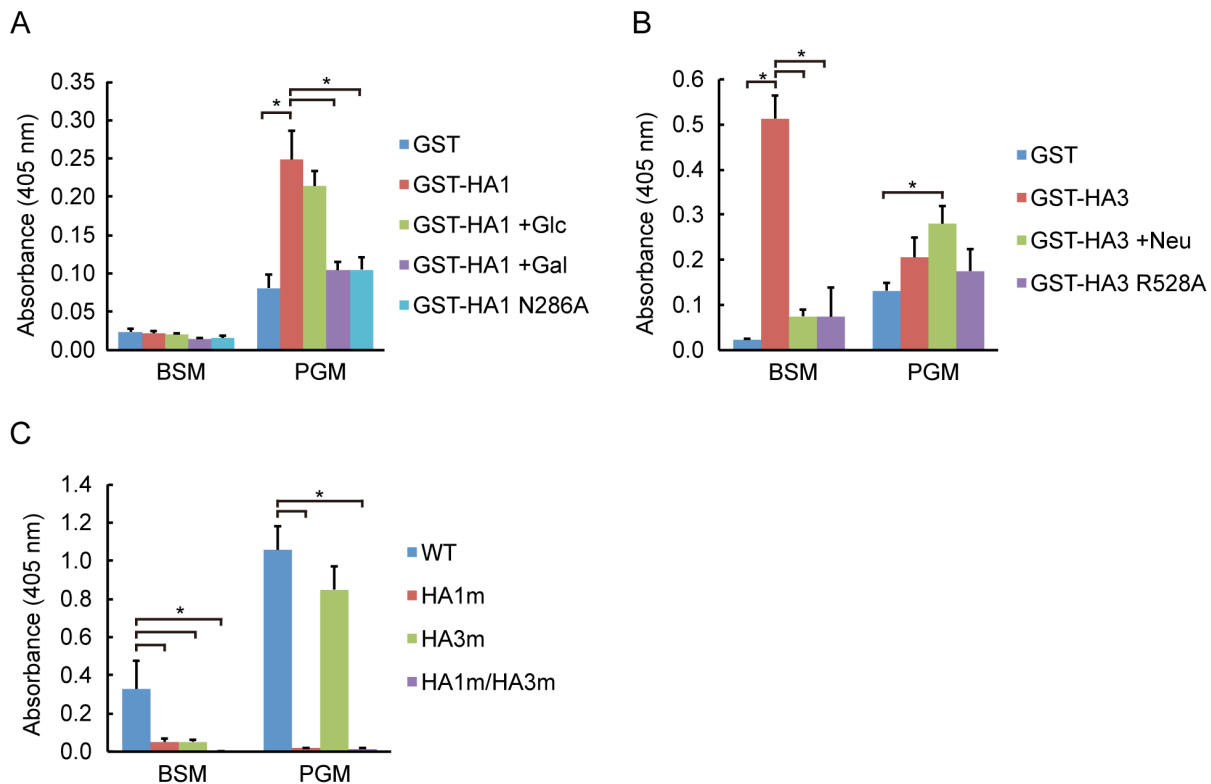 A
Absorbance (405 nm)
0.35
0.30
0.25
0.20
0.15
0.10
0.05
0.00
*
*
BSM
PGM
GST
GST-HA1
GST-HA1 +Glc
GST-HA1 +Gal
GST-HA1 N286A
B
Absorbance (405 nm)
0.6
0.5
0.4
0.3
0.2
0.1
0.0
*
*
*
BSM
PGM
GST
GST-HA3
GST-HA3 +Neu
GST-HA3 R528A
C
Absorbance (405 nm)
1.4
1.2
1.0
0.8
0.6
0.4
0.2
0.0
*
*
BSM
PGM
WT
HA1m
HA3m
HA1m/HA3m